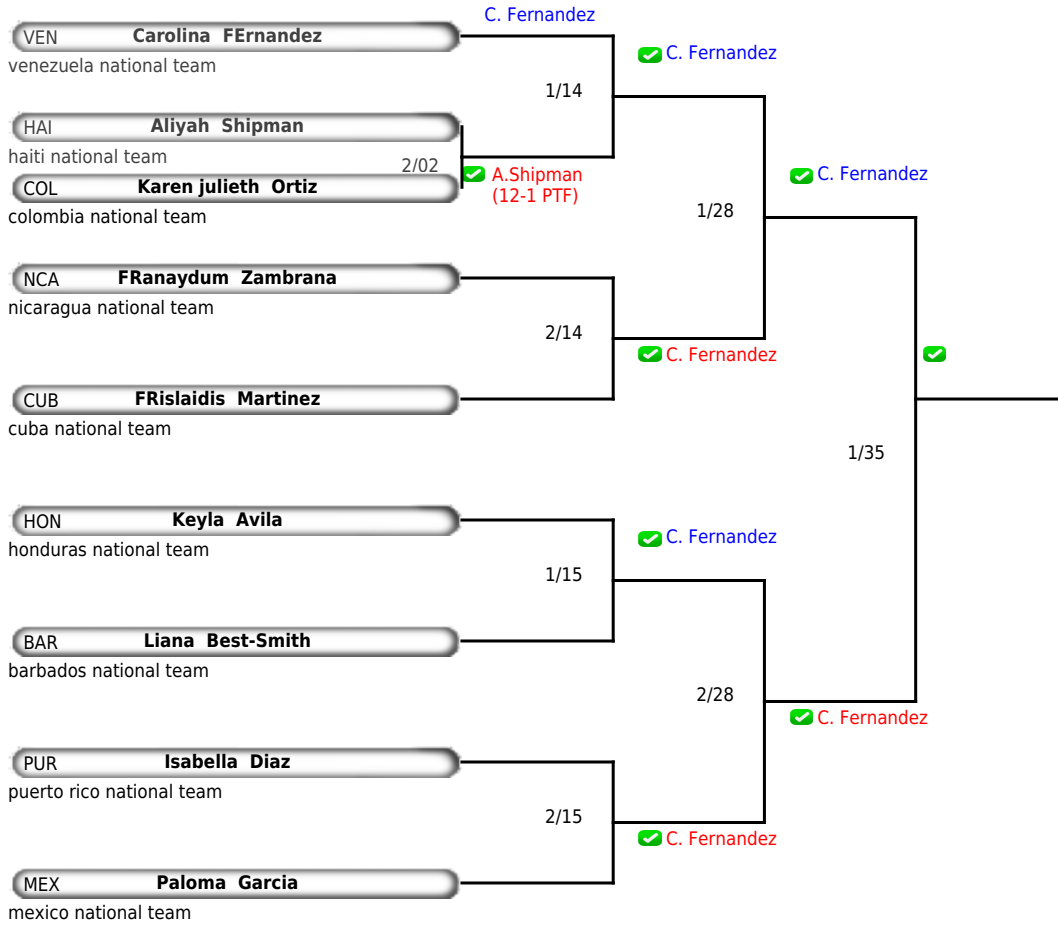 C. Fernandez
VEN Carolina FErnandez
venezuela national team
C. Fernandez
1/14
HAI Aliyah Shipman
haiti national team
2/02
A.Shipman
(12-1 PTF)
COL Karen julieth Ortiz
colombia national team
C. Fernandez
1/28
NCA FRanaydum Zambrana
nicaragua national team
2/14
C. Fernandez
CUB FRislaidis Martinez
cuba national team
1/35
HON Keyla Avila
honduras national team
C. Fernandez
1/15
BAR Liana Best-Smith
barbados national team
2/28
C. Fernandez
PUR Isabella Diaz
puerto rico national team
2/15
C. Fernandez
MEX Paloma Garcia
mexico national team